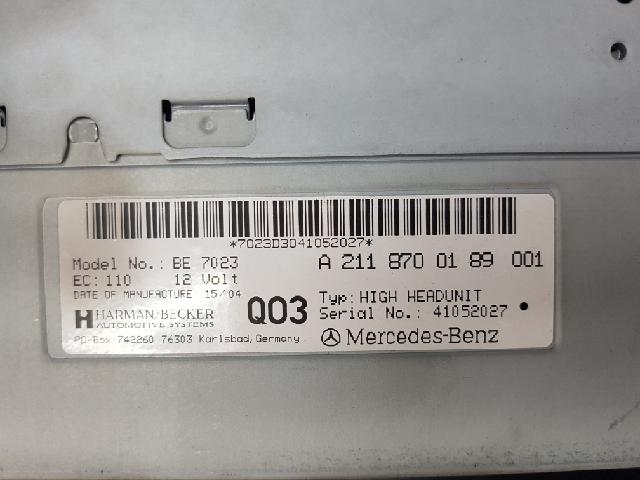 *7023D3041052027*
Model No.: BE 7023
A 211 870 01 89 001
EC: 110 12 Volt
DATE OF MANUFACTURE 15/04
Q03
Typ: HIGH HEADUNIT
HARMAN/BECKER
AUTOMOTIVE SYSTEMS
Serial No.: 41052027
PO-Box 742260 76303 Karlsbad, Germany
Mercedes-Benz